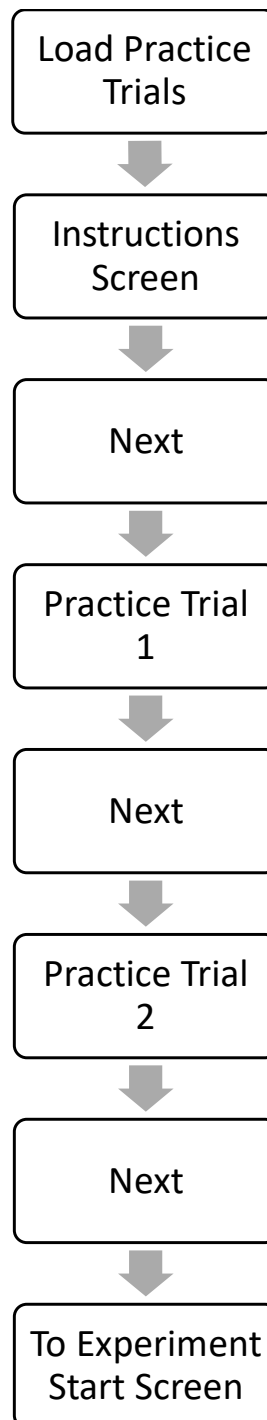 Load Practice
Trials
Instructions
Screen
Next
Practice Trial
1
Next
Practice Trial
2
Next
To Experiment
Start Screen